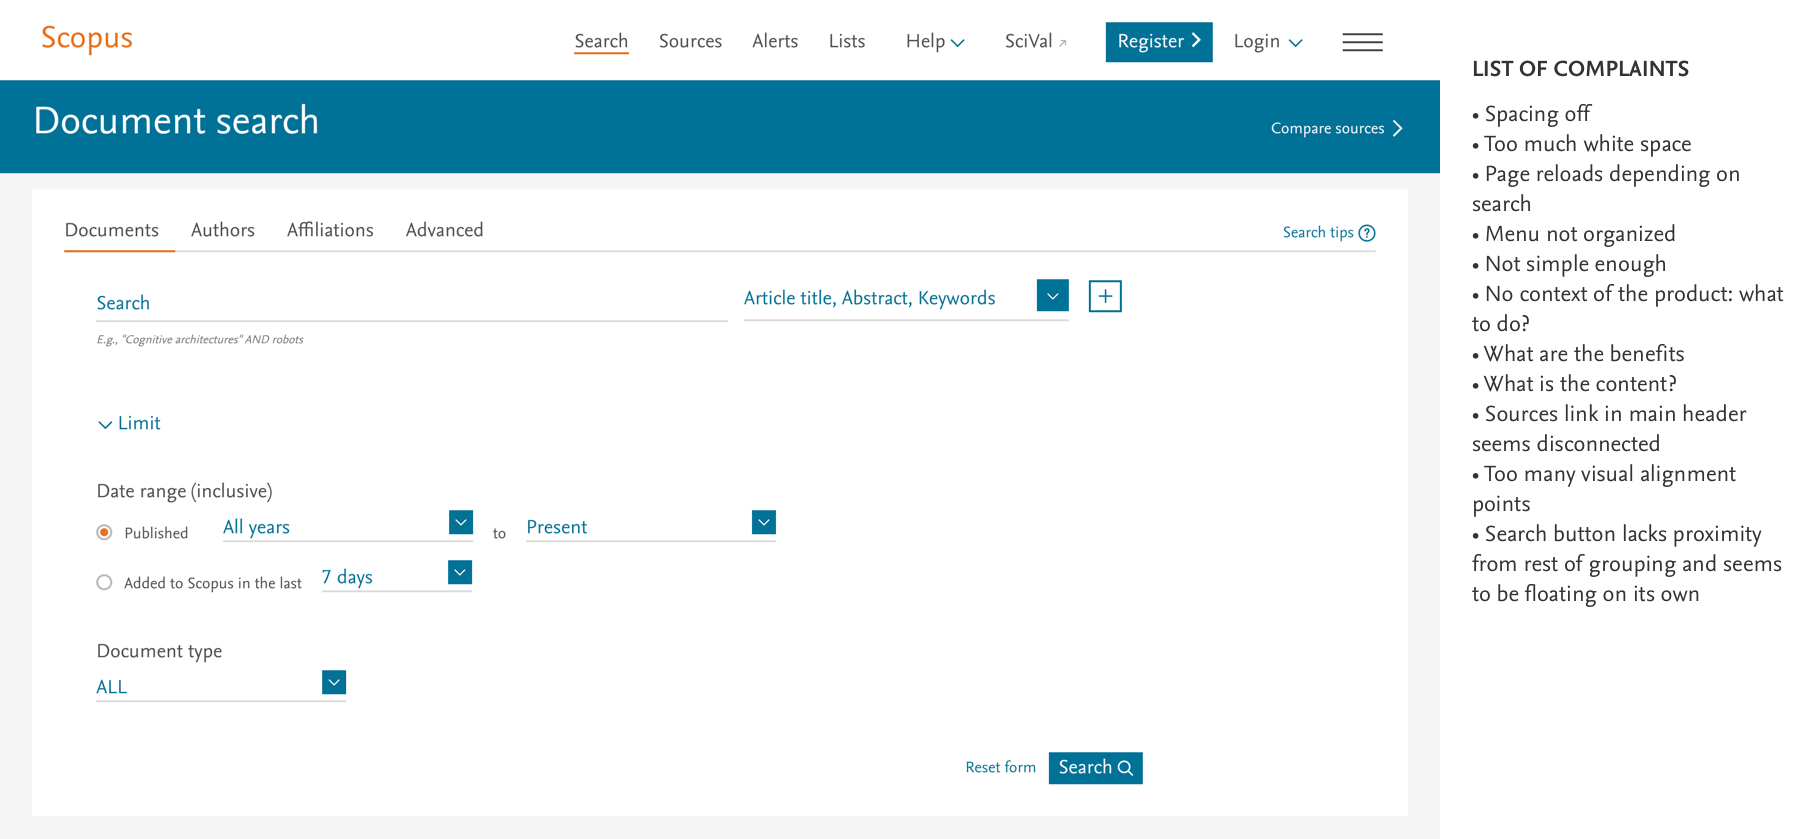 Scopus
Search Sources Alerts Lists Help SciVal Register Login
Document search
Compare sources
Documents Authors Affiliations Advanced
Search tips
Search
Article title, Abstract, Keywords
E.g., "Cognitive architectures" AND robots
Limit
Date range (inclusive)
Published All years to Present
Added to Scopus in the last 7 days
Document type
ALL
Reset form Search
LIST OF COMPLAINTS
• Spacing off
• Too much white space
• Page reloads depending on
search
• Menu not organized
• Not simple enough
• No context of the product: what
to do?
• What are the benefits
• What is the content?
• Sources link in main header
seems disconnected
• Too many visual alignment
points
• Search button lacks proximity
from rest of grouping and seems
to be floating on its own